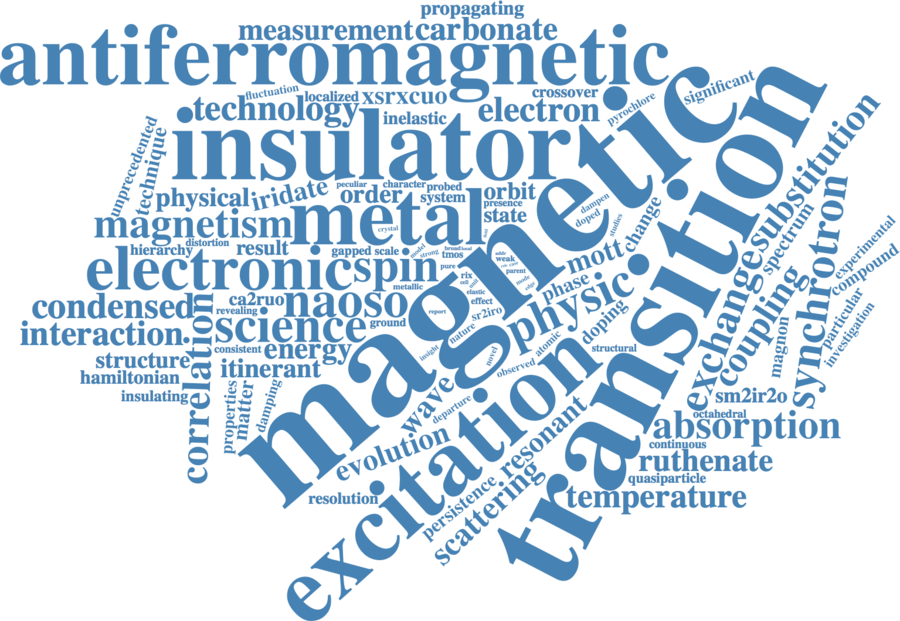 propagating
measurement
carbonate
antiferromagnetic
fluctuation
localized
xsrxcuo
crossover
significant
technology
inelastic
electron
pyrochlore
insulator
magnetic
transition
unprecedented
technique
physical
iridate
peculiar
character
probed
order
system
orbit
presence
state
dampen
doped
studies
change
substitution
magnetism
metal
crystal
hierarchy
distortion
result
gapped
scale
model
strong
broad
tmos
weak
mott
spectrum
synchrotron
experimental
compound
electronic
spin
pure
metallic
rix
parent
mode
phase
exchange
coupling
condensed
ca2ruo
revealing
naoso
elastic
effect
sr2iro
physic
doping
magnon
particular
investigation
interaction
correlation
science
ground
report
nature
insight
novel
atomic
observed
structural
structure
consistent
energy
hamiltonian
itinerant
insulating
properties
matter
damping
wave
departure
excitation
sm2ir2o
octahedral
absorption
evolution
resonant
continuous
ruthenate
quasiparticle
resolution
persistence
scattering
temperature